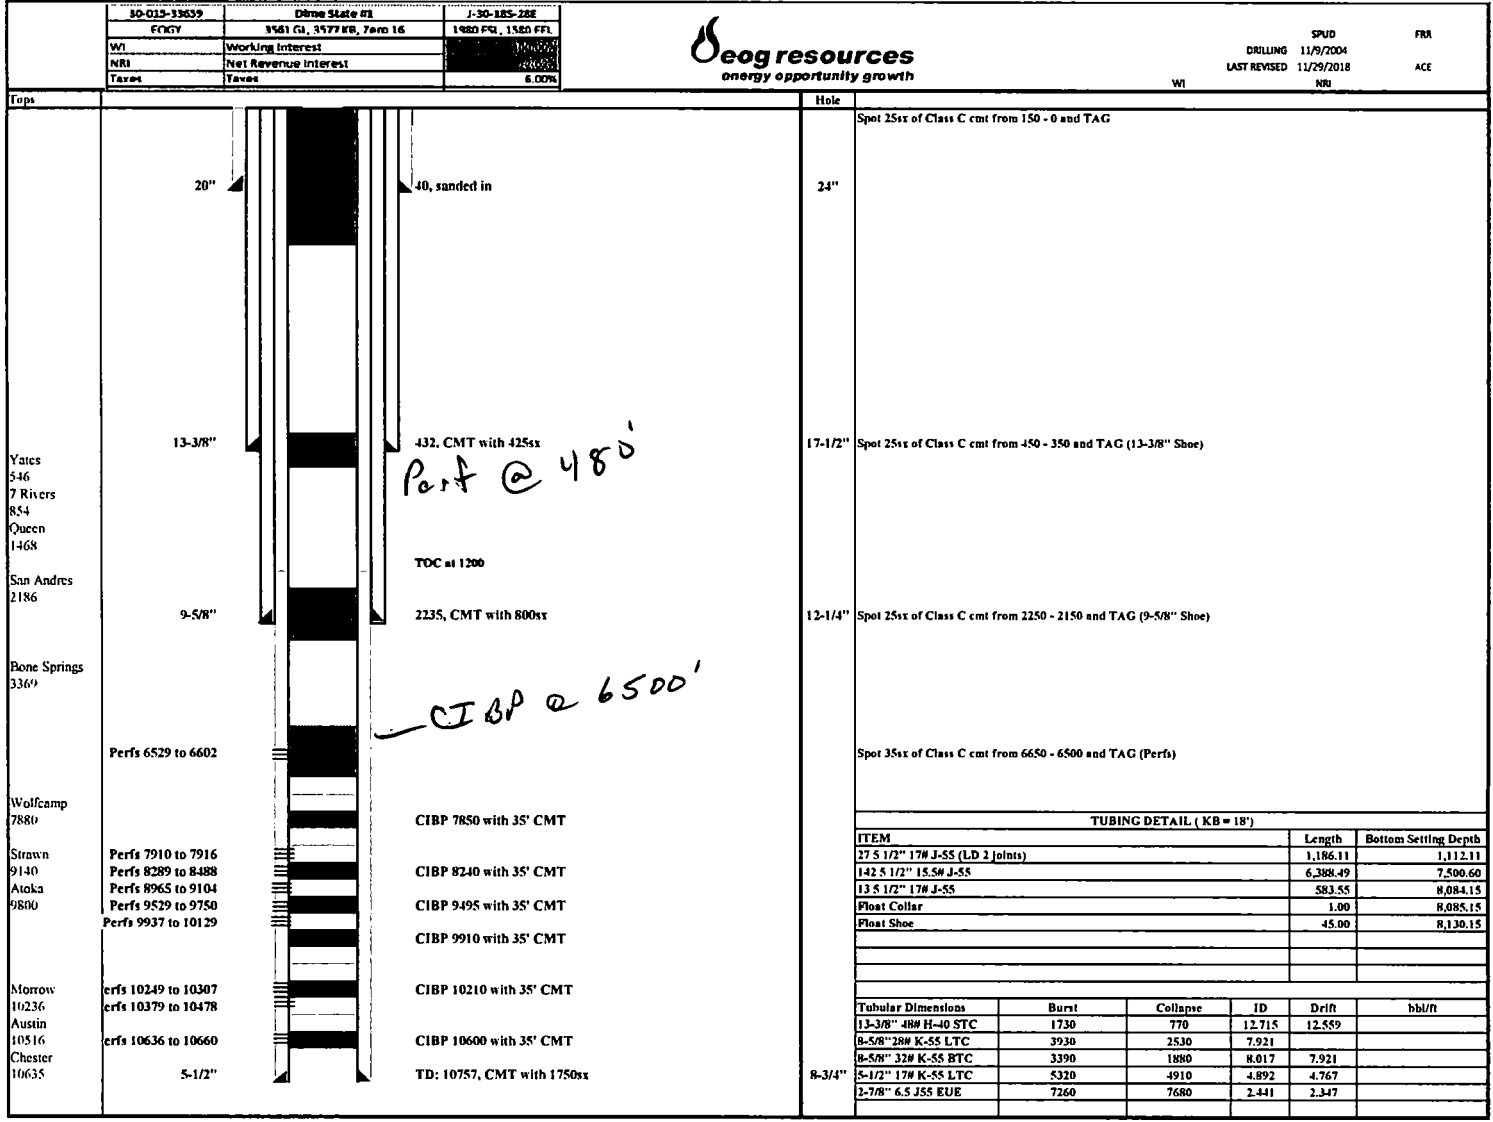 30-015-33639 Dime State #1 J-30-18S-28E
EOGY 3561 GL, 3577 KB, Zero 16 1980 FSL, 1580 FEL
WI Working Interest
NRI Net Revenue Interest
Taxes Taxes 6.00%
eog resources
energy opportunity growth
SPUD FRR
DRILLING 11/9/2004
LAST REVISED 11/29/2018 ACE
WI NRI
Tops Hole
Spot 25sx of Class C cmt from 150 - 0 and TAG
20" 40, sanded in 24"
13-3/8" 432, CMT with 425sx 17-1/2" Spot 25sx of Class C cmt from 450 - 350 and TAG (13-3/8" Shoe)
Perf @ 480'
Yates
546
7 Rivers
854
Queen
1468
TOC at 1200
San Andres
2186
9-5/8" 2235, CMT with 800sx 12-1/4" Spot 25sx of Class C cmt from 2250 - 2150 and TAG (9-5/8" Shoe)
Bone Springs
3369
CIBP @ 6500'
Perfs 6529 to 6602 Spot 35sx of Class C cmt from 6650 - 6500 and TAG (Perfs)
Wolfcamp
7880 CIBP 7850 with 35' CMT
Strawn Perfs 7910 to 7916
9140 Perfs 8289 to 8488 CIBP 8240 with 35' CMT
Atoka Perfs 8965 to 9104
9800 Perfs 9529 to 9750 CIBP 9495 with 35' CMT
Perfs 9937 to 10129
CIBP 9910 with 35' CMT
Morrow erfs 10249 to 10307 CIBP 10210 with 35' CMT
10236 erfs 10379 to 10478
Austin
10516 erfs 10636 to 10660 CIBP 10600 with 35' CMT
Chester
10635 5-1/2" TD: 10757, CMT with 1750sx 8-3/4"
TUBING DETAIL ( KB = 18')
ITEM Length Bottom Setting Depth
27 5 1/2" 17# J-55 (LD 2 joints) 1,186.11 1,112.11
142 5 1/2" 15.5# J-55 6,388.49 7,500.60
13 5 1/2" 17# J-55 583.55 8,084.15
Float Collar 1.00 8,085.15
Float Shoe 45.00 8,130.15
Tubular Dimensions Burst Collapse ID Drift bbl/ft
13-3/8" 48# H-40 STC 1730 770 12.715 12.559
8-5/8"28# K-55 LTC 3930 2530 7.921
8-5/8" 32# K-55 BTC 3390 1880 8.017 7.921
5-1/2" 17# K-55 LTC 5320 4910 4.892 4.767
2-7/8" 6.5 J55 EUE 7260 7680 2.441 2.347